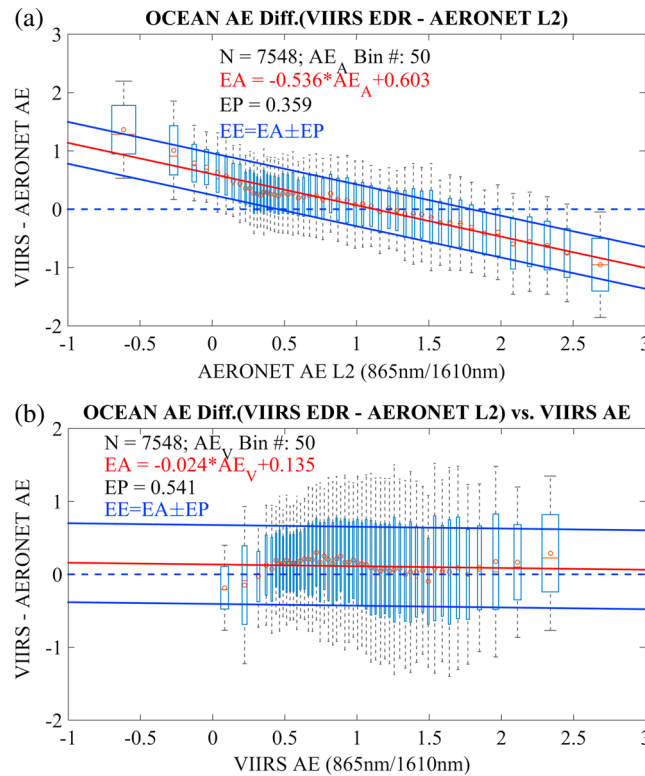 (a) OCEAN AE Diff.(VIIRS EDR - AERONET L2)
N = 7548; AE_A Bin #: 50
EA = -0.536*AE_A+0.603
EP = 0.359
EE=EA±EP
VIIRS - AERONET AE
3
2
1
0
-1
-2
-1 -0.5 0 0.5 1 1.5 2 2.5 3
AERONET AE L2 (865nm/1610nm)
(b) OCEAN AE Diff.(VIIRS EDR - AERONET L2) vs. VIIRS AE
N = 7548; AE_V Bin #: 50
EA = -0.024*AE_V+0.135
EP = 0.541
EE=EA±EP
VIIRS - AERONET AE
2
1
0
-1
-2
-1 -0.5 0 0.5 1 1.5 2 2.5 3
VIIRS AE (865nm/1610nm)